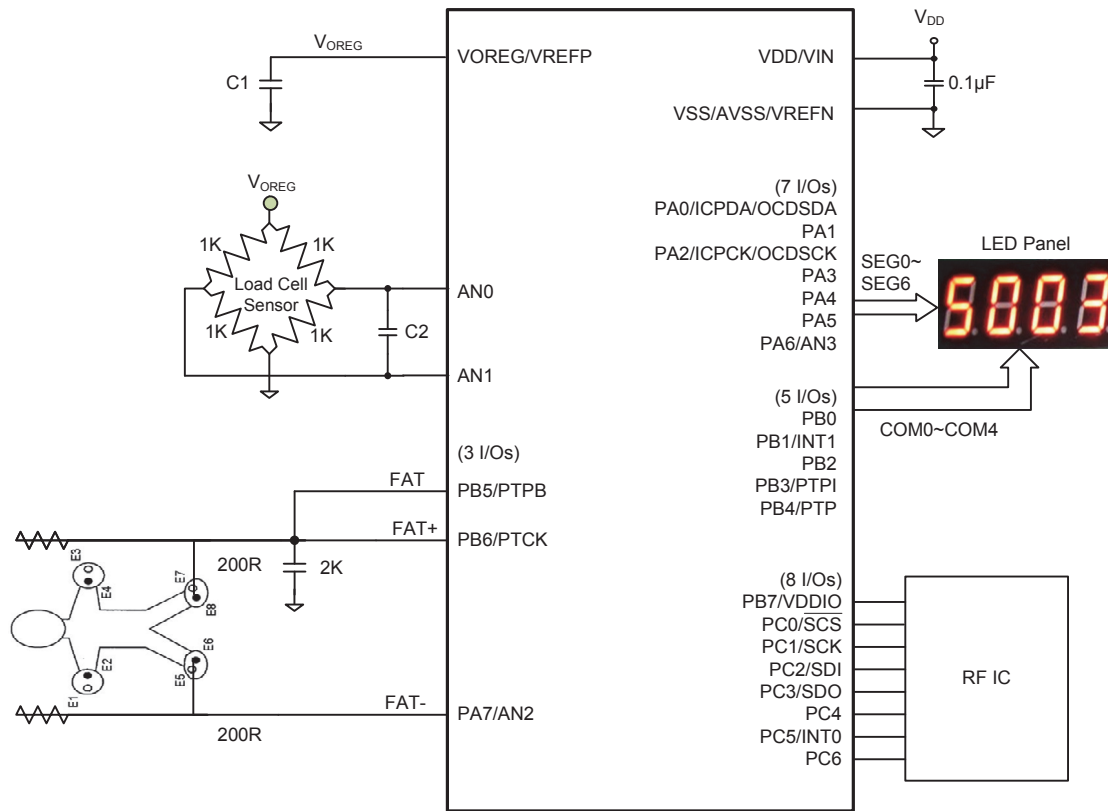 V_OREG
VOREG/VREFP
C1
V_DD
VDD/VIN
0.1µF
VSS/AVSS/VREFN
V_OREG
1K
1K
Load Cell
Sensor
1K
1K
AN0
C2
AN1
(7 I/Os)
PA0/ICPDA/OCDSDA
PA1
PA2/ICPCK/OCDSCK
PA3
PA4
PA5
PA6/AN3
SEG0~
SEG6
LED Panel
5003
(5 I/Os)
PB0
PB1/INT1
PB2
PB3/PTPI
PB4/PTP
COM0~COM4
(3 I/Os)
FAT
PB5/PTPB
FAT+
PB6/PTCK
200R
2K
E3
E4
E7
E8
E2
E1
E6
E5
FAT-
PA7/AN2
200R
(8 I/Os)
PB7/VDDIO
PC0/SCS
PC1/SCK
PC2/SDI
PC3/SDO
PC4
PC5/INT0
PC6
RF IC